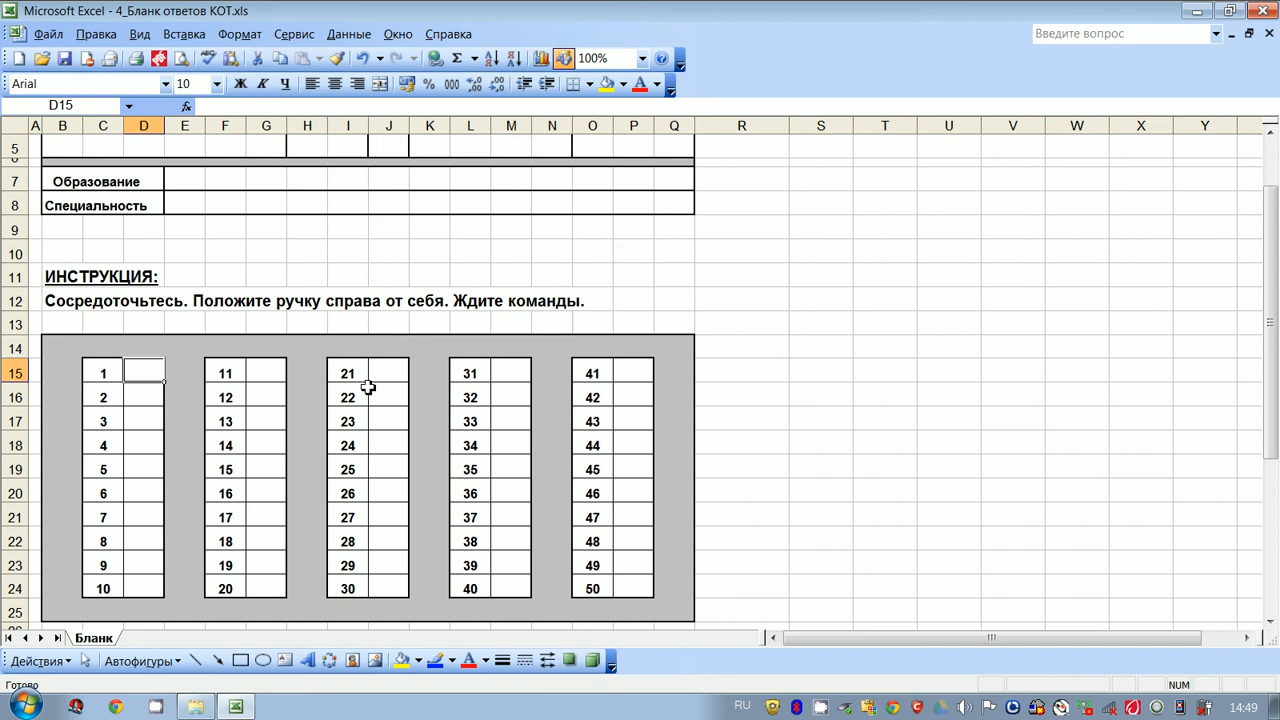 Microsoft Excel - 4_Бланк ответов КОТ.xls
Файл Правка Вид Вставка Формат Сервис Данные Окно Справка Введите вопрос
Σ 100%
Arial 10 Ж К Ч % 000 А
D15 fx
A B C D E F G H I J K L M N O P Q R S T U V W X Y
5
6
7 Образование
8 Специальность
9
10
11 ИНСТРУКЦИЯ:
12 Сосредоточьтесь. Положите ручку справа от себя. Ждите команды.
13
14
15 1 11 21 31 41
16 2 12 22 32 42
17 3 13 23 33 43
18 4 14 24 34 44
19 5 15 25 35 45
20 6 16 26 36 46
21 7 17 27 37 47
22 8 18 28 38 48
23 9 19 29 39 49
24 10 20 30 40 50
25
26
Бланк
Действия Автофигуры А
Готово NUM
RU 14:49